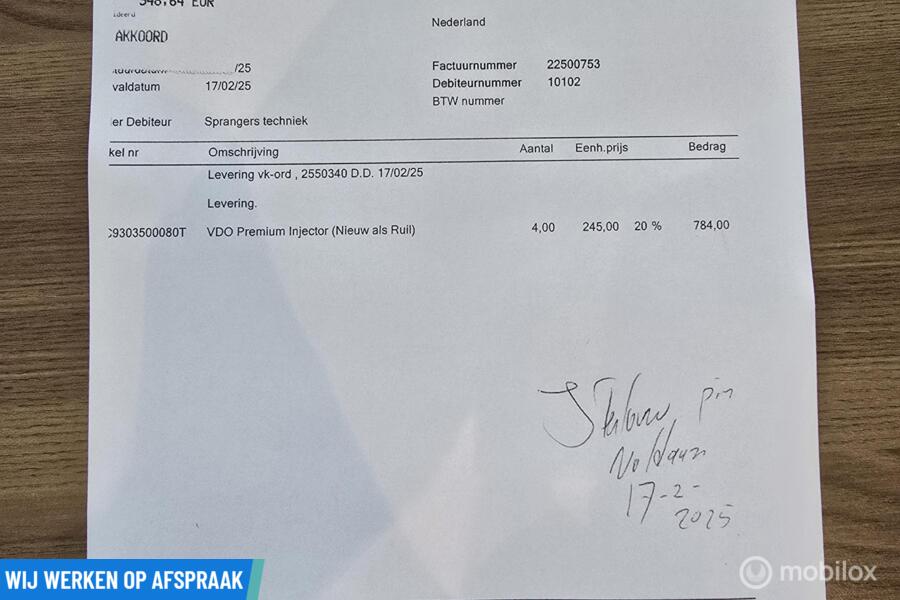 948,64 EUR
AKKOORD
Nederland
/25
Factuurnummer 22500753
valdatum 17/02/25
Debiteurnummer 10102
BTW nummer
er Debiteur Sprangers techniek
kel nr Omschrijving Aantal Eenh.prijs Bedrag
Levering vk-ord , 2550340 D.D. 17/02/25
Levering.
C9303500080T VDO Premium Injector (Nieuw als Ruil) 4,00 245,00 20 % 784,00
pin
Voldaan
17-2-
2025
WIJ WERKEN OP AFSPRAAK
mobilox